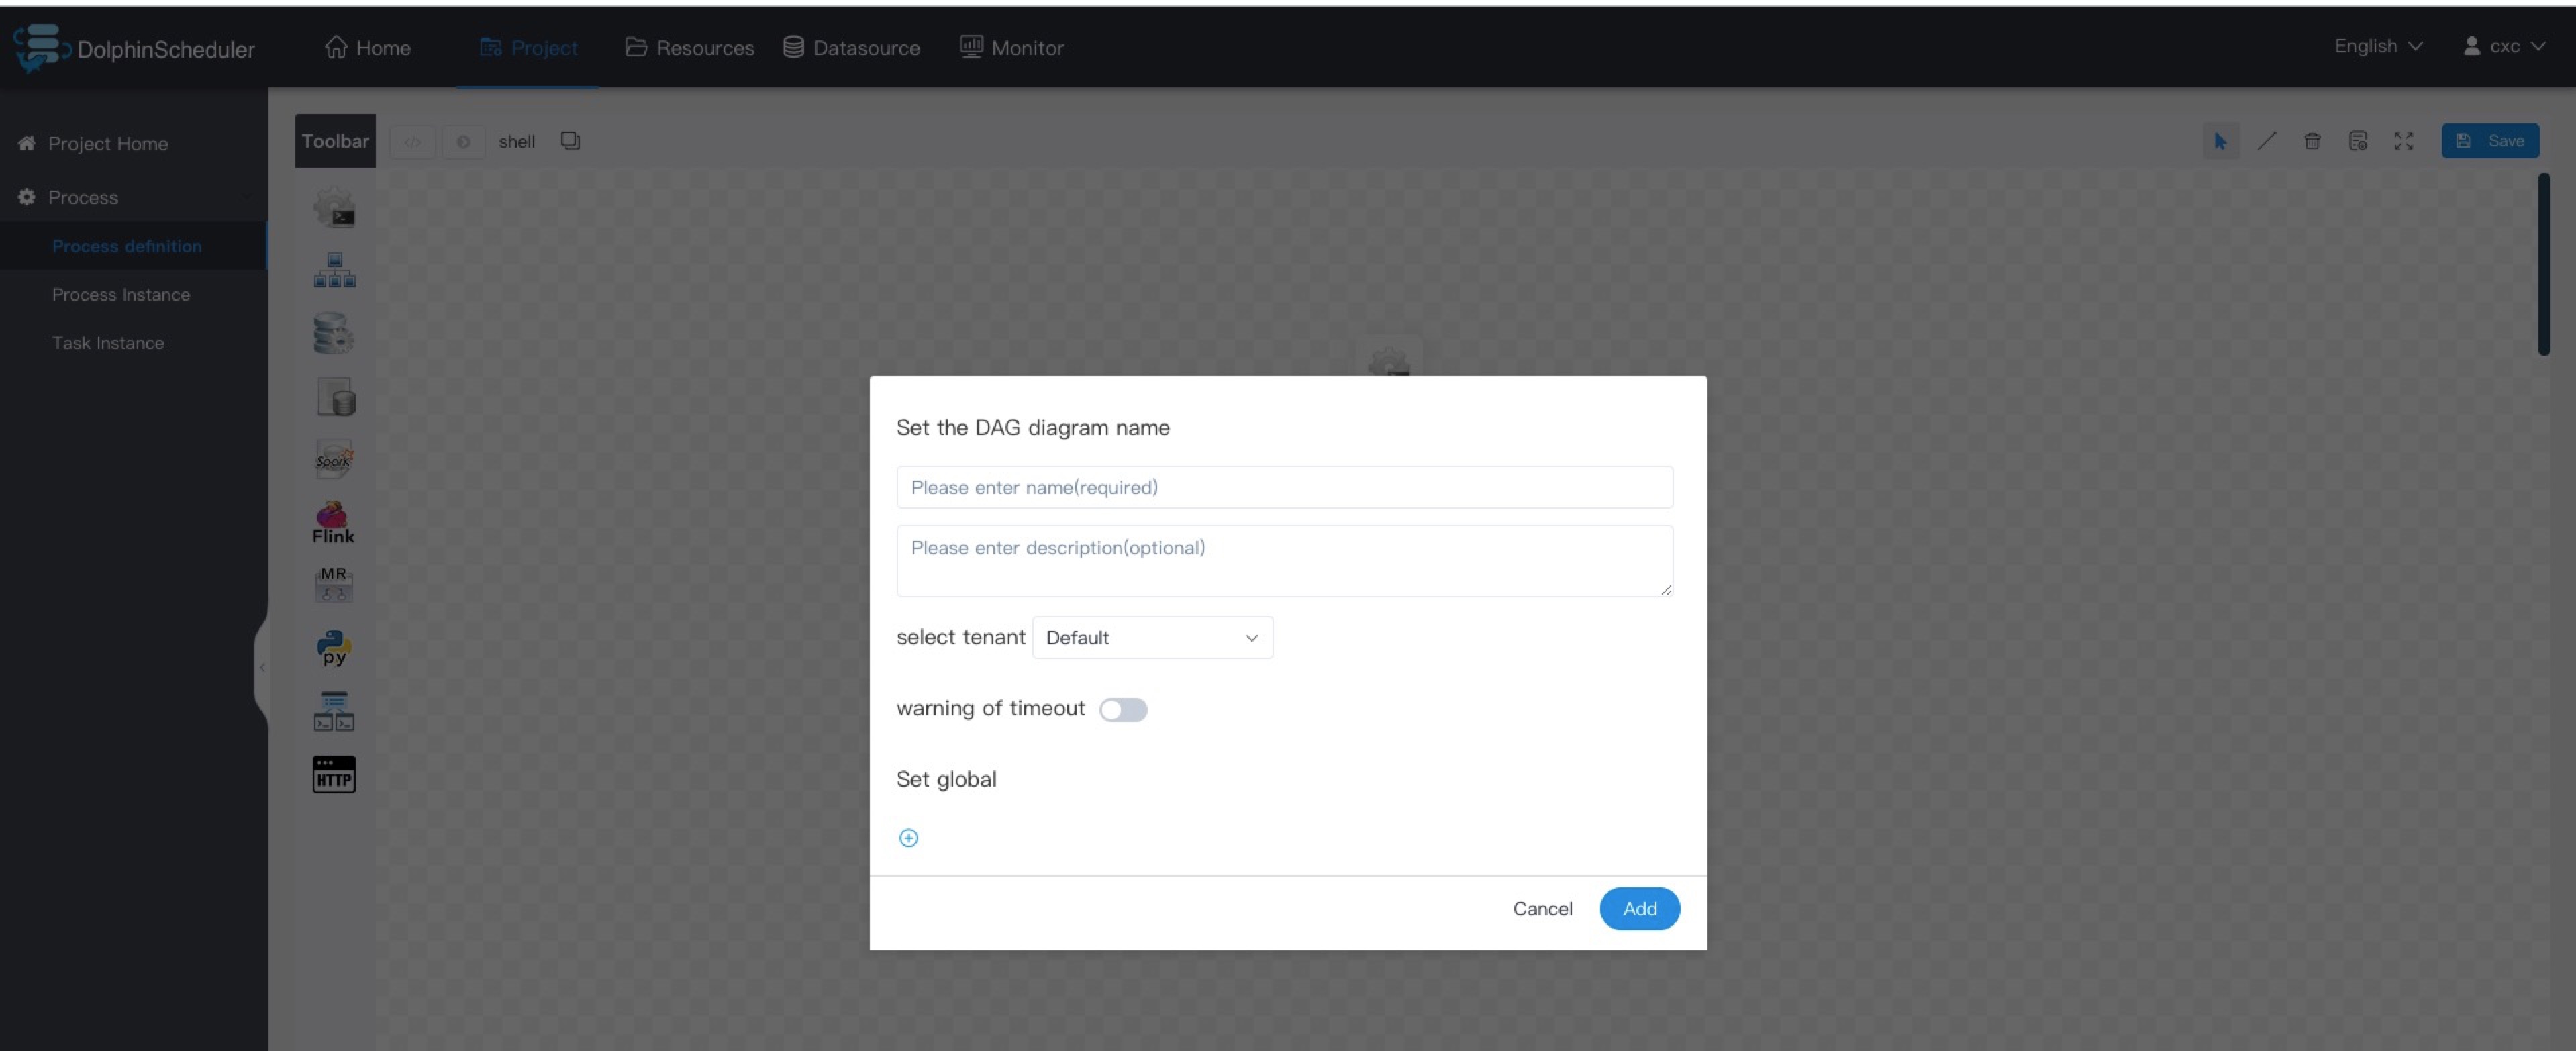 DolphinScheduler
Home
Project
Resources
Datasource
Monitor
English
cxc
Project Home
Process
Process definition
Process Instance
Task Instance
Toolbar
</>
shell
Save
Spark
Flink
MR
py
HTTP
Set the DAG diagram name
Please enter name(required)
Please enter description(optional)
select tenant Default
warning of timeout
Set global
Cancel
Add